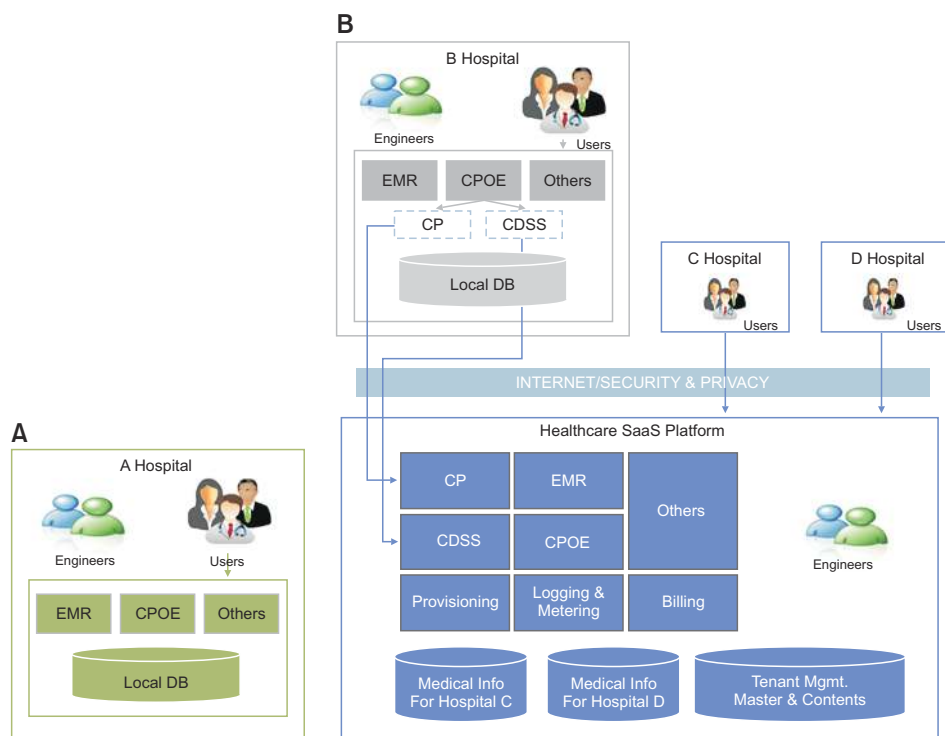 B
B Hospital
Engineers
Users
EMR
CPOE
Others
CP
CDSS
Local DB
C Hospital
Users
D Hospital
Users
INTERNET/SECURITY & PRIVACY
A
A Hospital
Engineers
Users
EMR
CPOE
Others
Local DB
Healthcare SaaS Platform
CP
EMR
Others
CDSS
CPOE
Provisioning
Logging &
Metering
Billing
Engineers
Medical Info
For Hospital C
Medical Info
For Hospital D
Tenant Mgmt.
Master & Contents